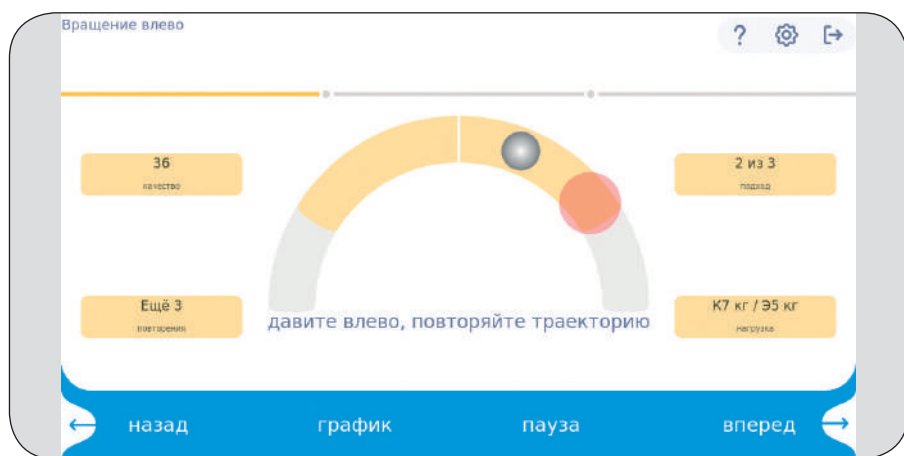 Вращение влево
?
36
качество
2 из 3
подход
Ещё 3
повторения
К7 кг / Э5 кг
нагрузка
давите влево, повторяйте траекторию
назад
график
пауза
вперед